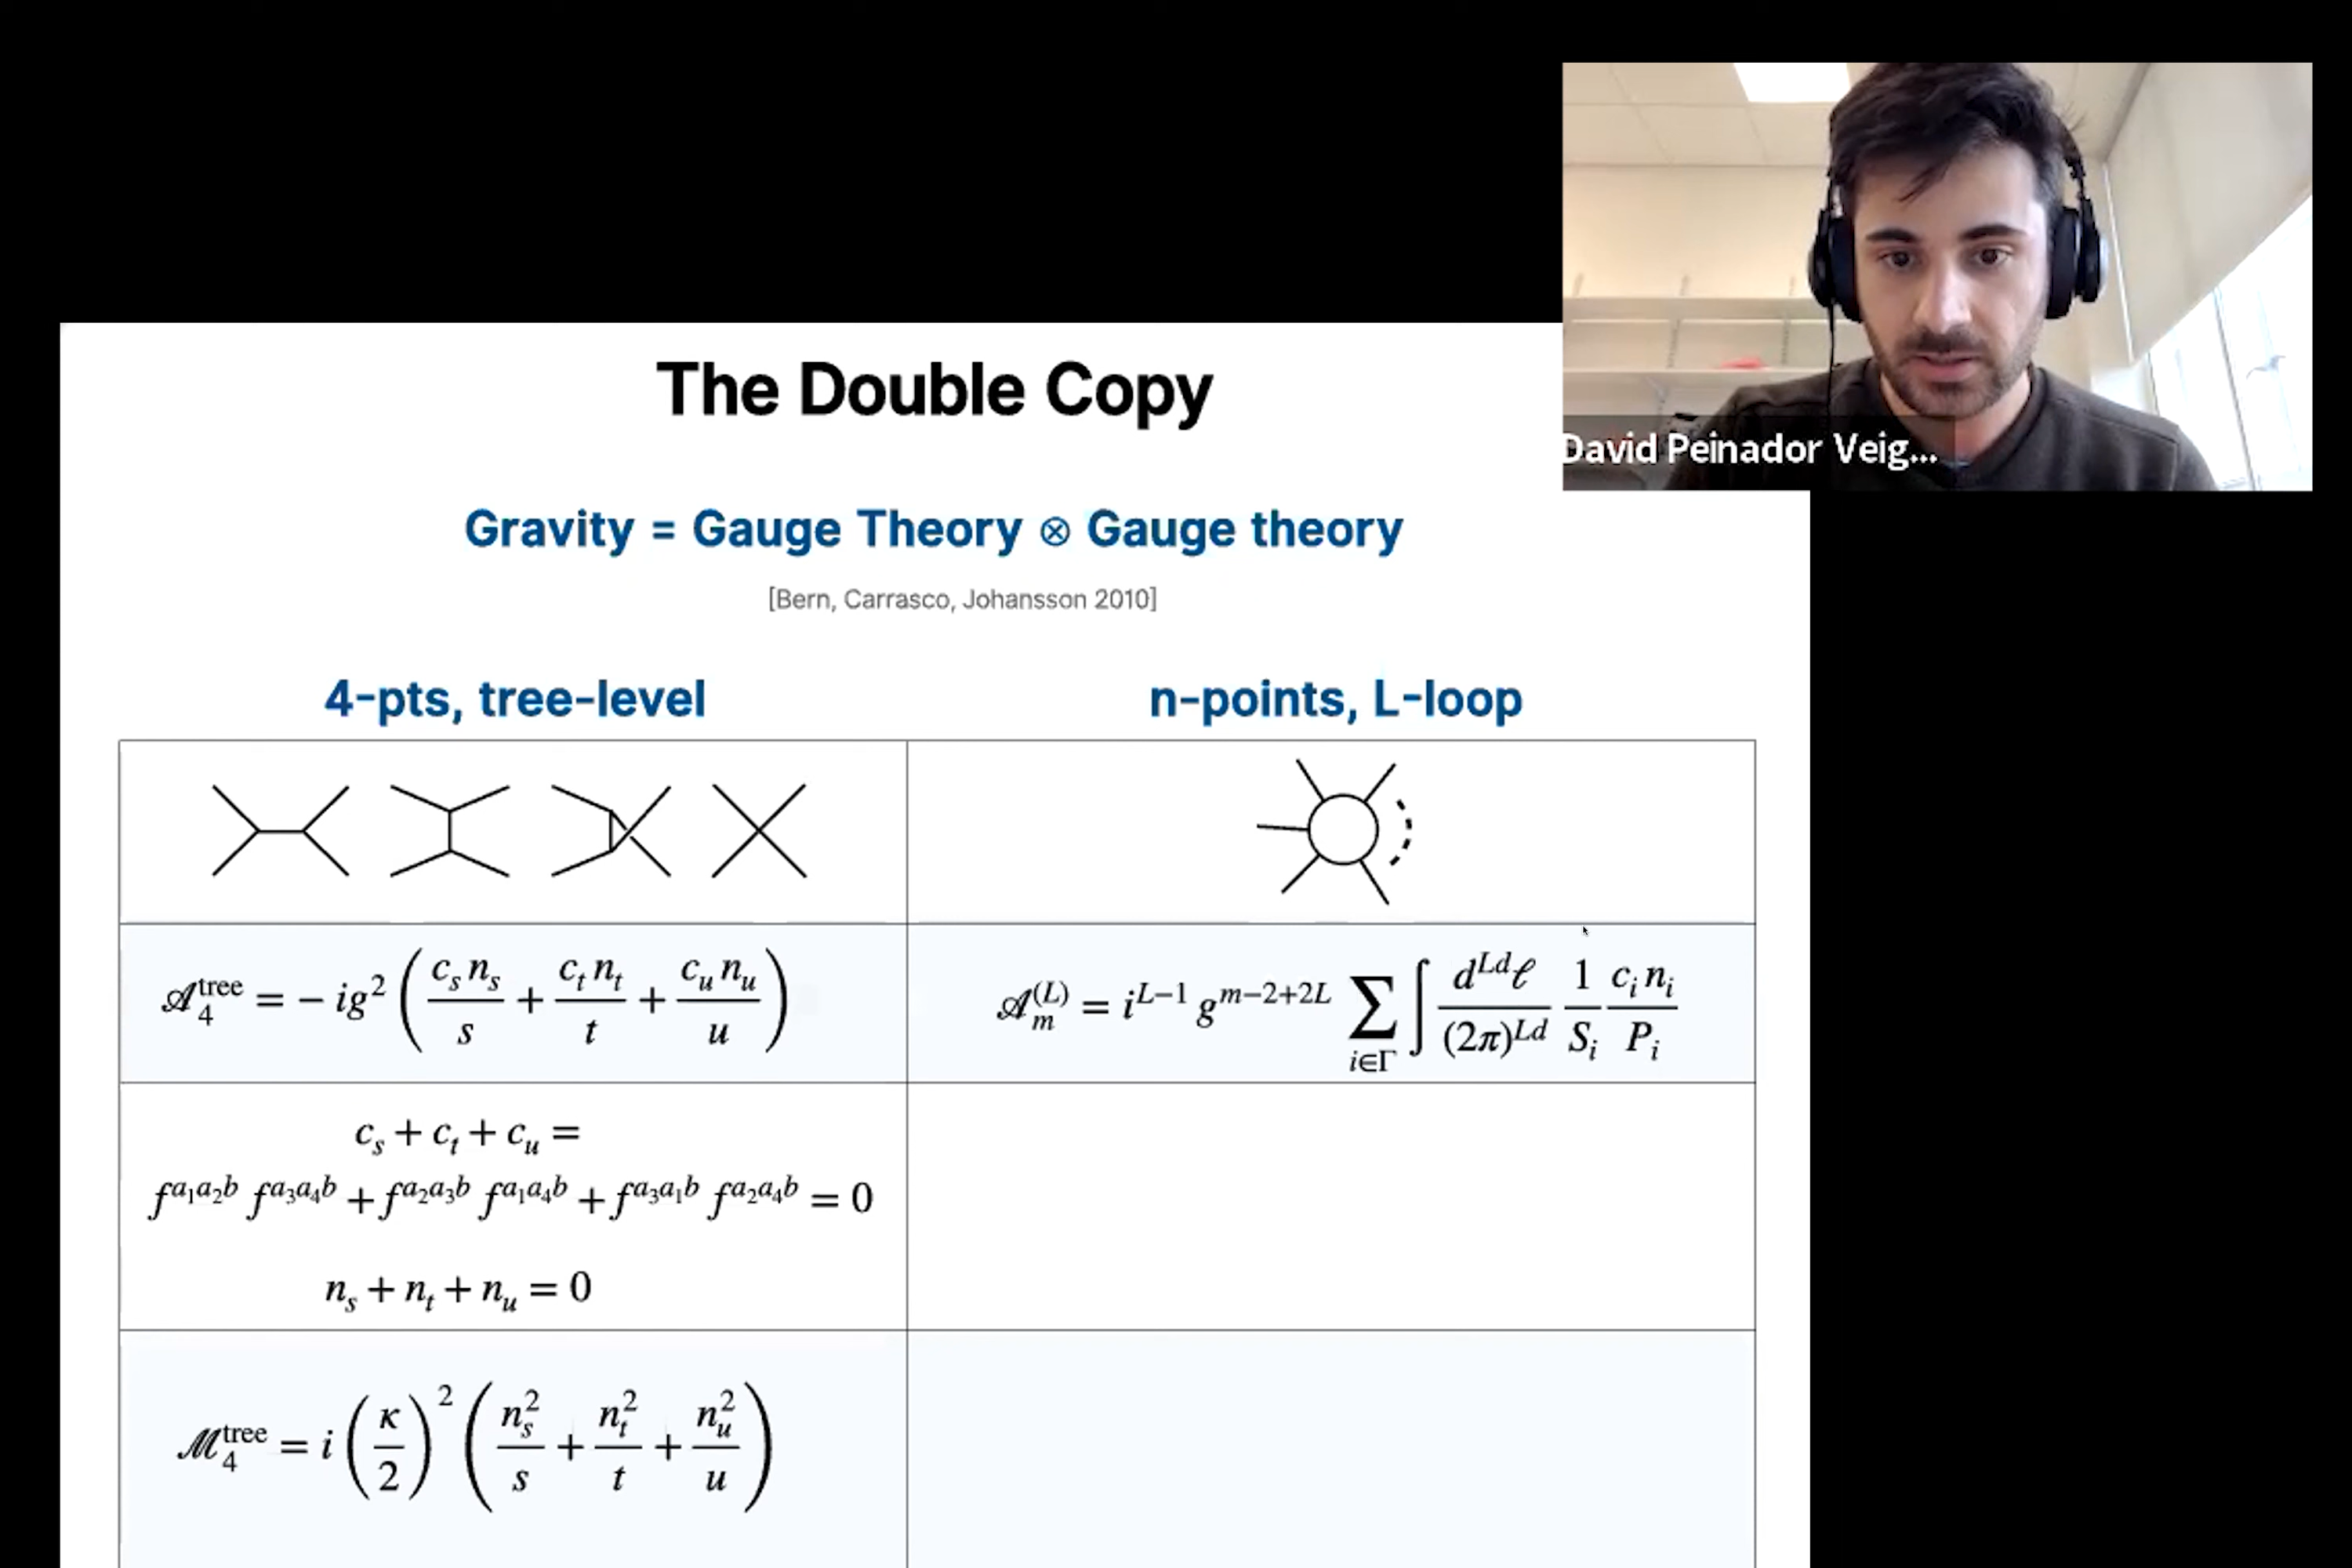 The Double Copy
David Peinador Veig...
Gravity = Gauge Theory ⊗ Gauge theory
[Bern, Carrasco, Johansson 2010]
4-pts, tree-level
n-points, L-loop
𝒜₄^tree = − ig² ( c_s n_s / s + c_t n_t / t + c_u n_u / u )
𝒜_m^(L) = i^{L−1} g^{m−2+2L} ∑_{i∈Γ} ∫ d^{Ld}ℓ / (2π)^{Ld} 1 / S_i c_i n_i / P_i
c_s + c_t + c_u =
f^{a₁a₂b} f^{a₃a₄b} + f^{a₂a₃b} f^{a₁a₄b} + f^{a₃a₁b} f^{a₂a₄b} = 0
n_s + n_t + n_u = 0
ℳ₄^tree = i (κ / 2)² ( n_s² / s + n_t² / t + n_u² / u )